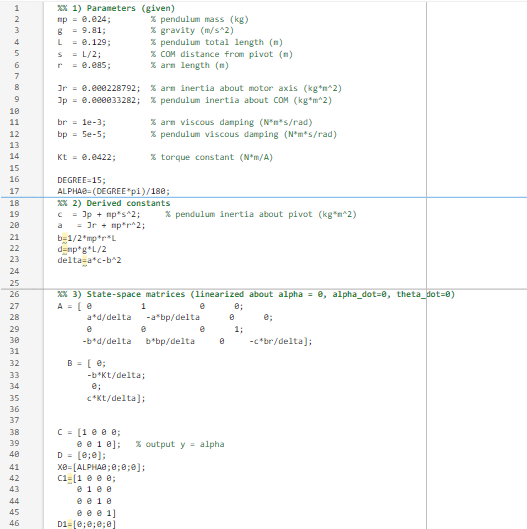 1 %% 1) Parameters (given)
2 mp = 0.024; % pendulum mass (kg)
3 g = 9.81; % gravity (m/s^2)
4 L = 0.129; % pendulum total length (m)
5 s = L/2; % COM distance from pivot (m)
6 r = 0.085; % arm length (m)
7
8 Jr = 0.000228792; % arm inertia about motor axis (kg*m^2)
9 Jp = 0.000033282; % pendulum inertia about COM (kg*m^2)
10
11 br = 1e-3; % arm viscous damping (N*m*s/rad)
12 bp = 5e-5; % pendulum viscous damping (N*m*s/rad)
13
14 Kt = 0.0422; % torque constant (N*m/A)
15
16 DEGREE=15;
17 ALPHA0=(DEGREE*pi)/180;
18 %% 2) Derived constants
19 c = Jp + mp*s^2; % pendulum inertia about pivot (kg*m^2)
20 a = Jr + mp*r^2;
21 b=1/2*mp*r*L
22 d=mp*g*L/2
23 delta=a*c-b^2
24
25
26 %% 3) State-space matrices (linearized about alpha = 0, alpha_dot=0, theta_dot=0)
27 A = [ 0 1 0 0;
28 a*d/delta -a*bp/delta 0 0;
29 0 0 0 1;
30 -b*d/delta b*bp/delta 0 -c*br/delta];
31
32 B = [ 0;
33 -b*Kt/delta;
34 0;
35 c*Kt/delta];
36
37
38 C = [1 0 0 0;
39 0 0 1 0]; % output y = alpha
40 D = [0;0];
41 X0=[ALPHA0;0;0;0];
42 C1=[1 0 0 0;
43 0 1 0 0
44 0 0 1 0
45 0 0 0 1]
46 D1=[0;0;0;0]